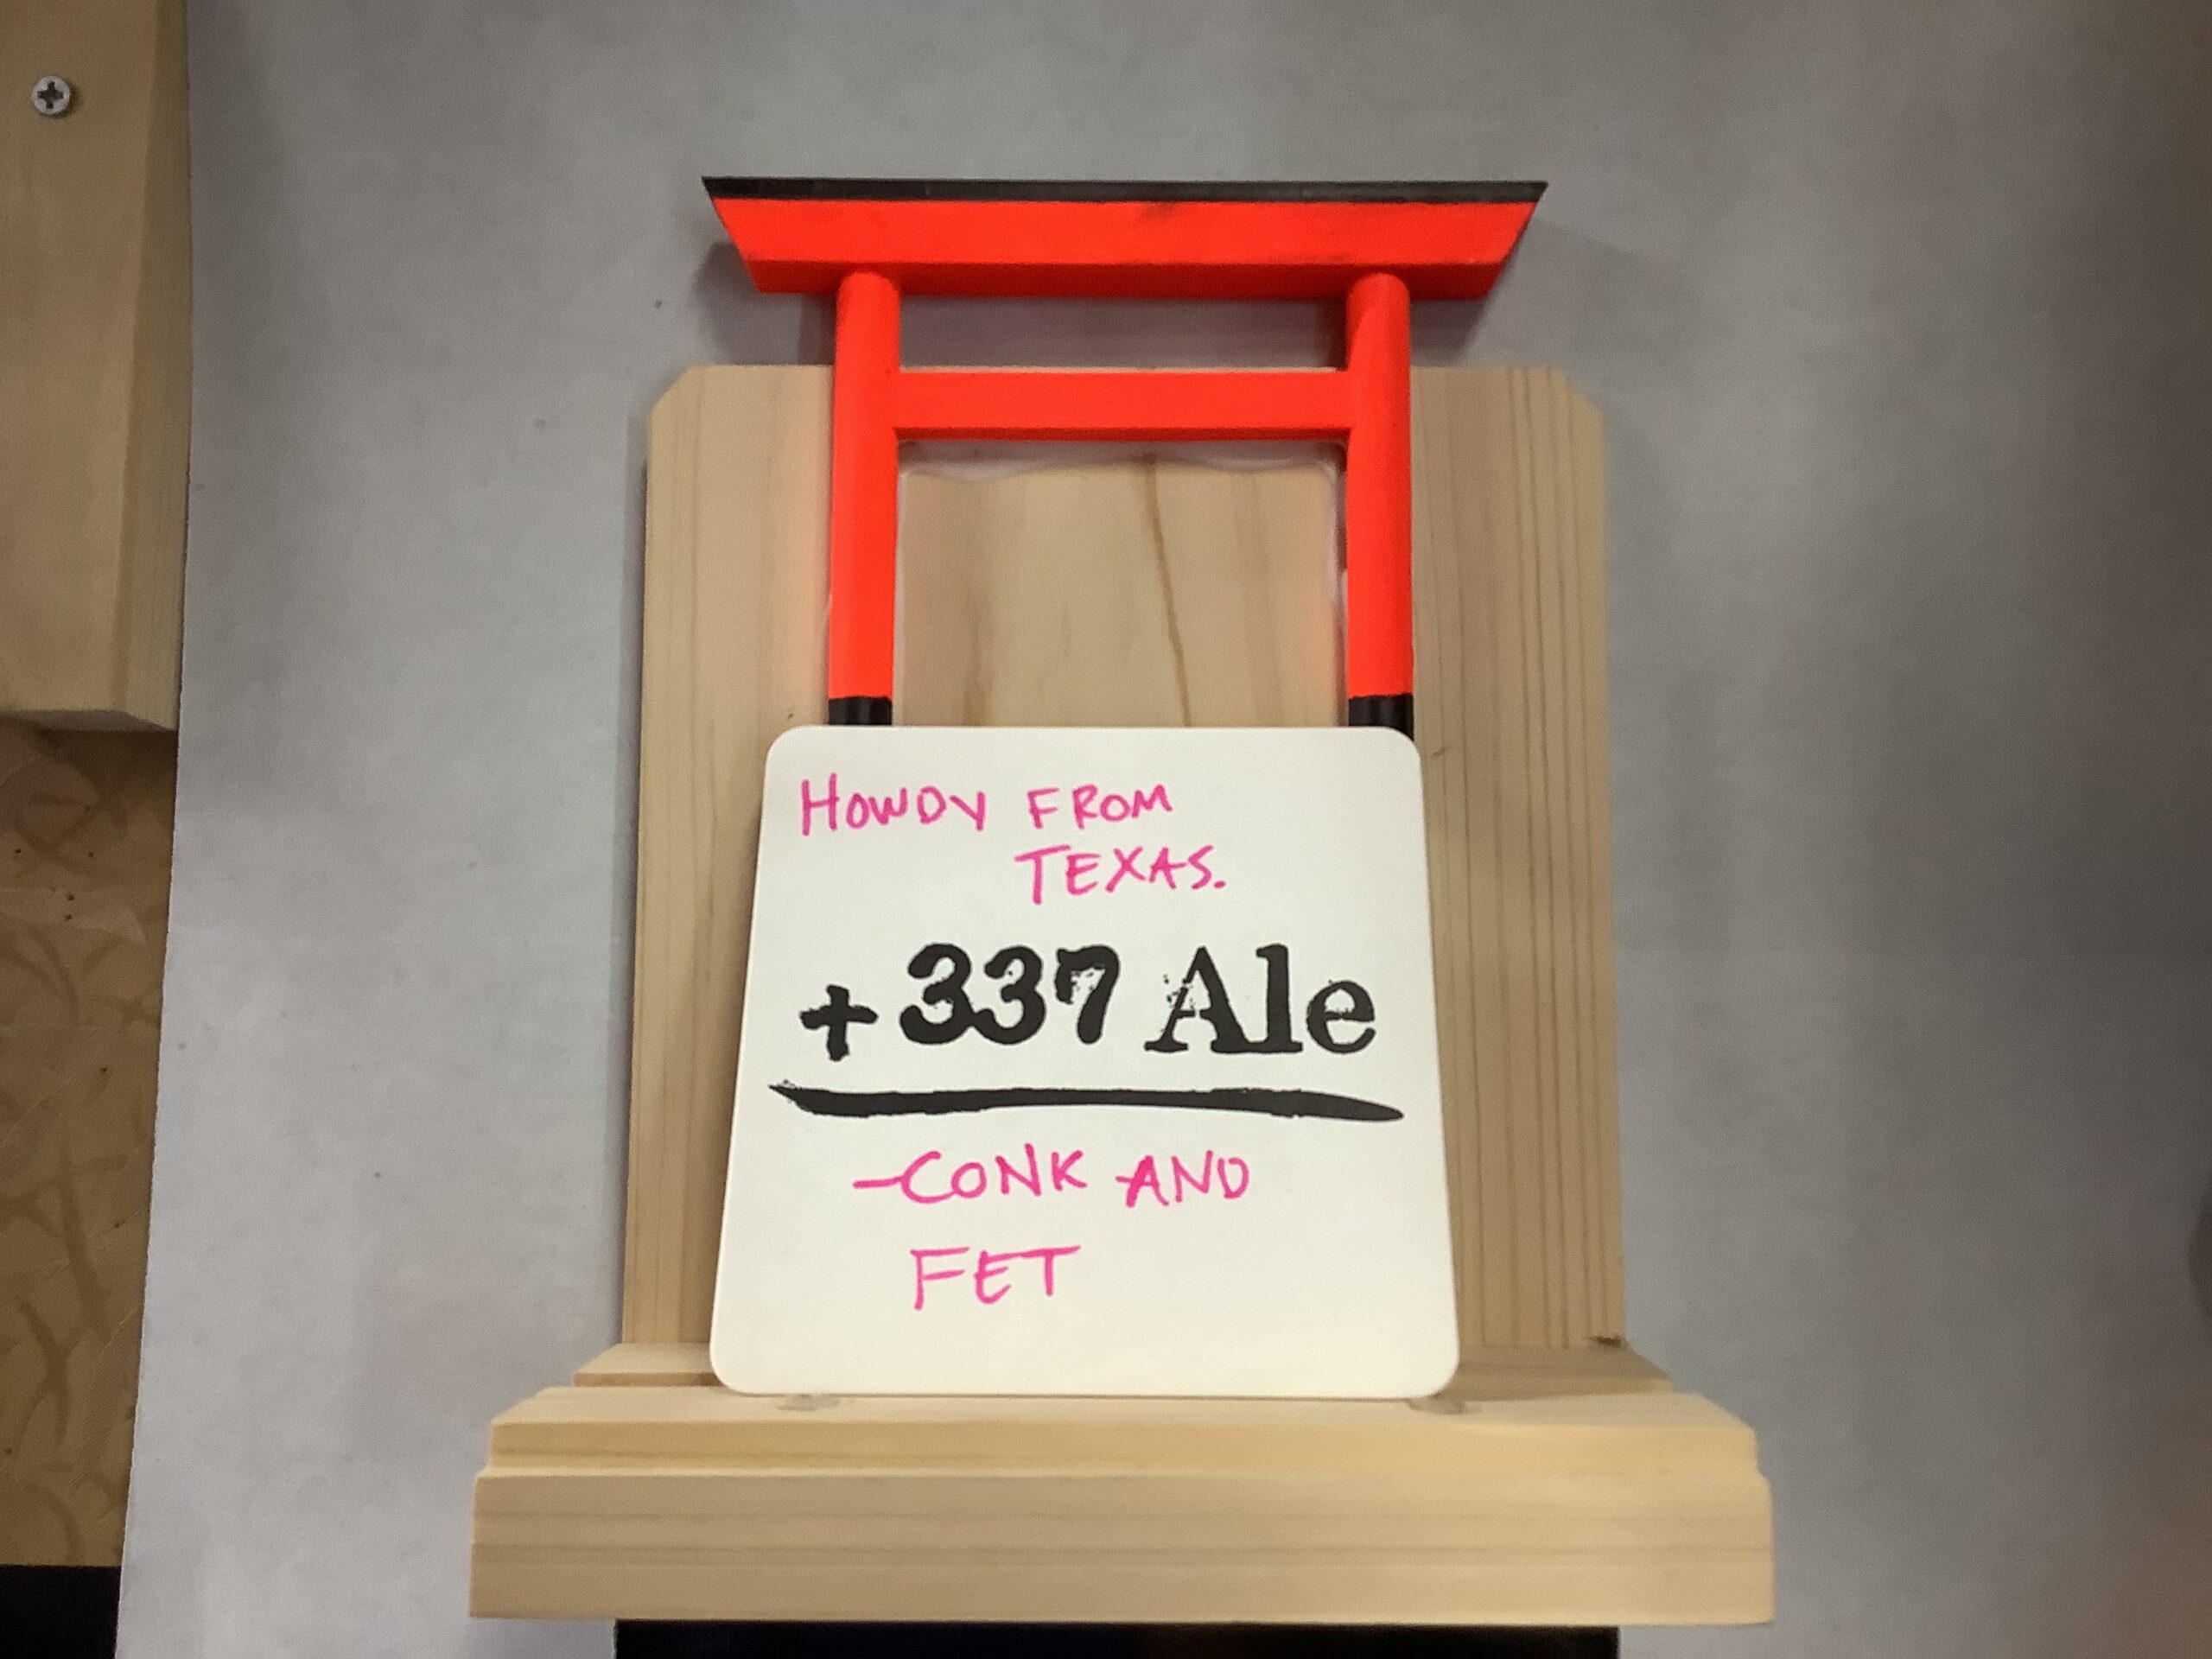 HOWDY FROM
TEXAS.
+337 Ale
-CONK AND
FET